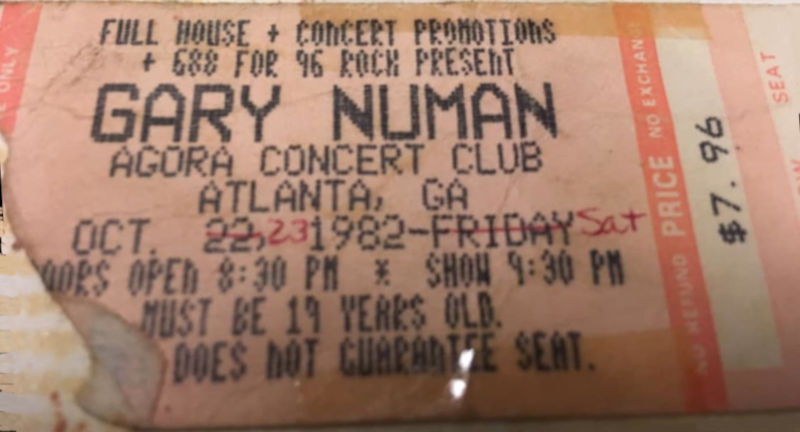 FULL HOUSE + CONCERT PROMOTIONS
+ 688 FOR 96 ROCK PRESENT
GARY NUMAN
AGORA CONCERT CLUB
ATLANTA, GA
OCT. 22, 23 1982-FRIDAY Sat
OORS OPEN 8:30 PM * SHOW 9:30 PM
MUST BE 19 YEARS OLD.
DOES NOT GUARANTEE SEAT.
NO REFUND PRICE NO EXCHANGE
$7.96
SEAT
E ONLY